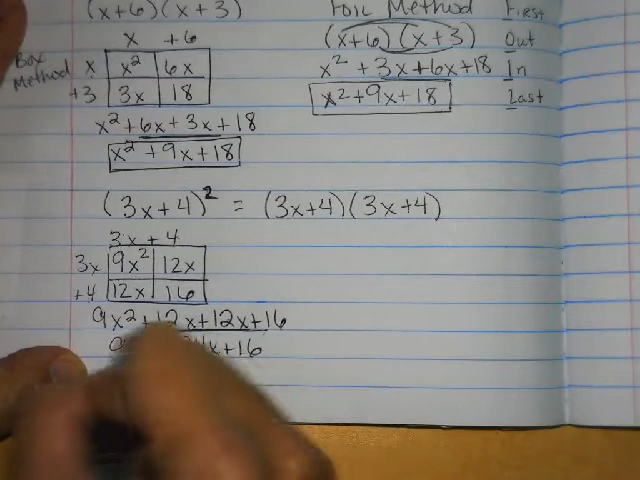 (x+6)(x+3)
x +6
Box Method
x x² 6x
+3 3x 18
x² + 6x + 3x + 18
x² + 9x + 18
Foil Method
(x+6)(x+3)
x² + 3x + 6x + 18
x² + 9x + 18
First
Out
In
Last
(3x+4)² = (3x+4)(3x+4)
3x + 4
3x 9x² 12x
+4 12x 16
9x² + 12x + 12x + 16
x + 16